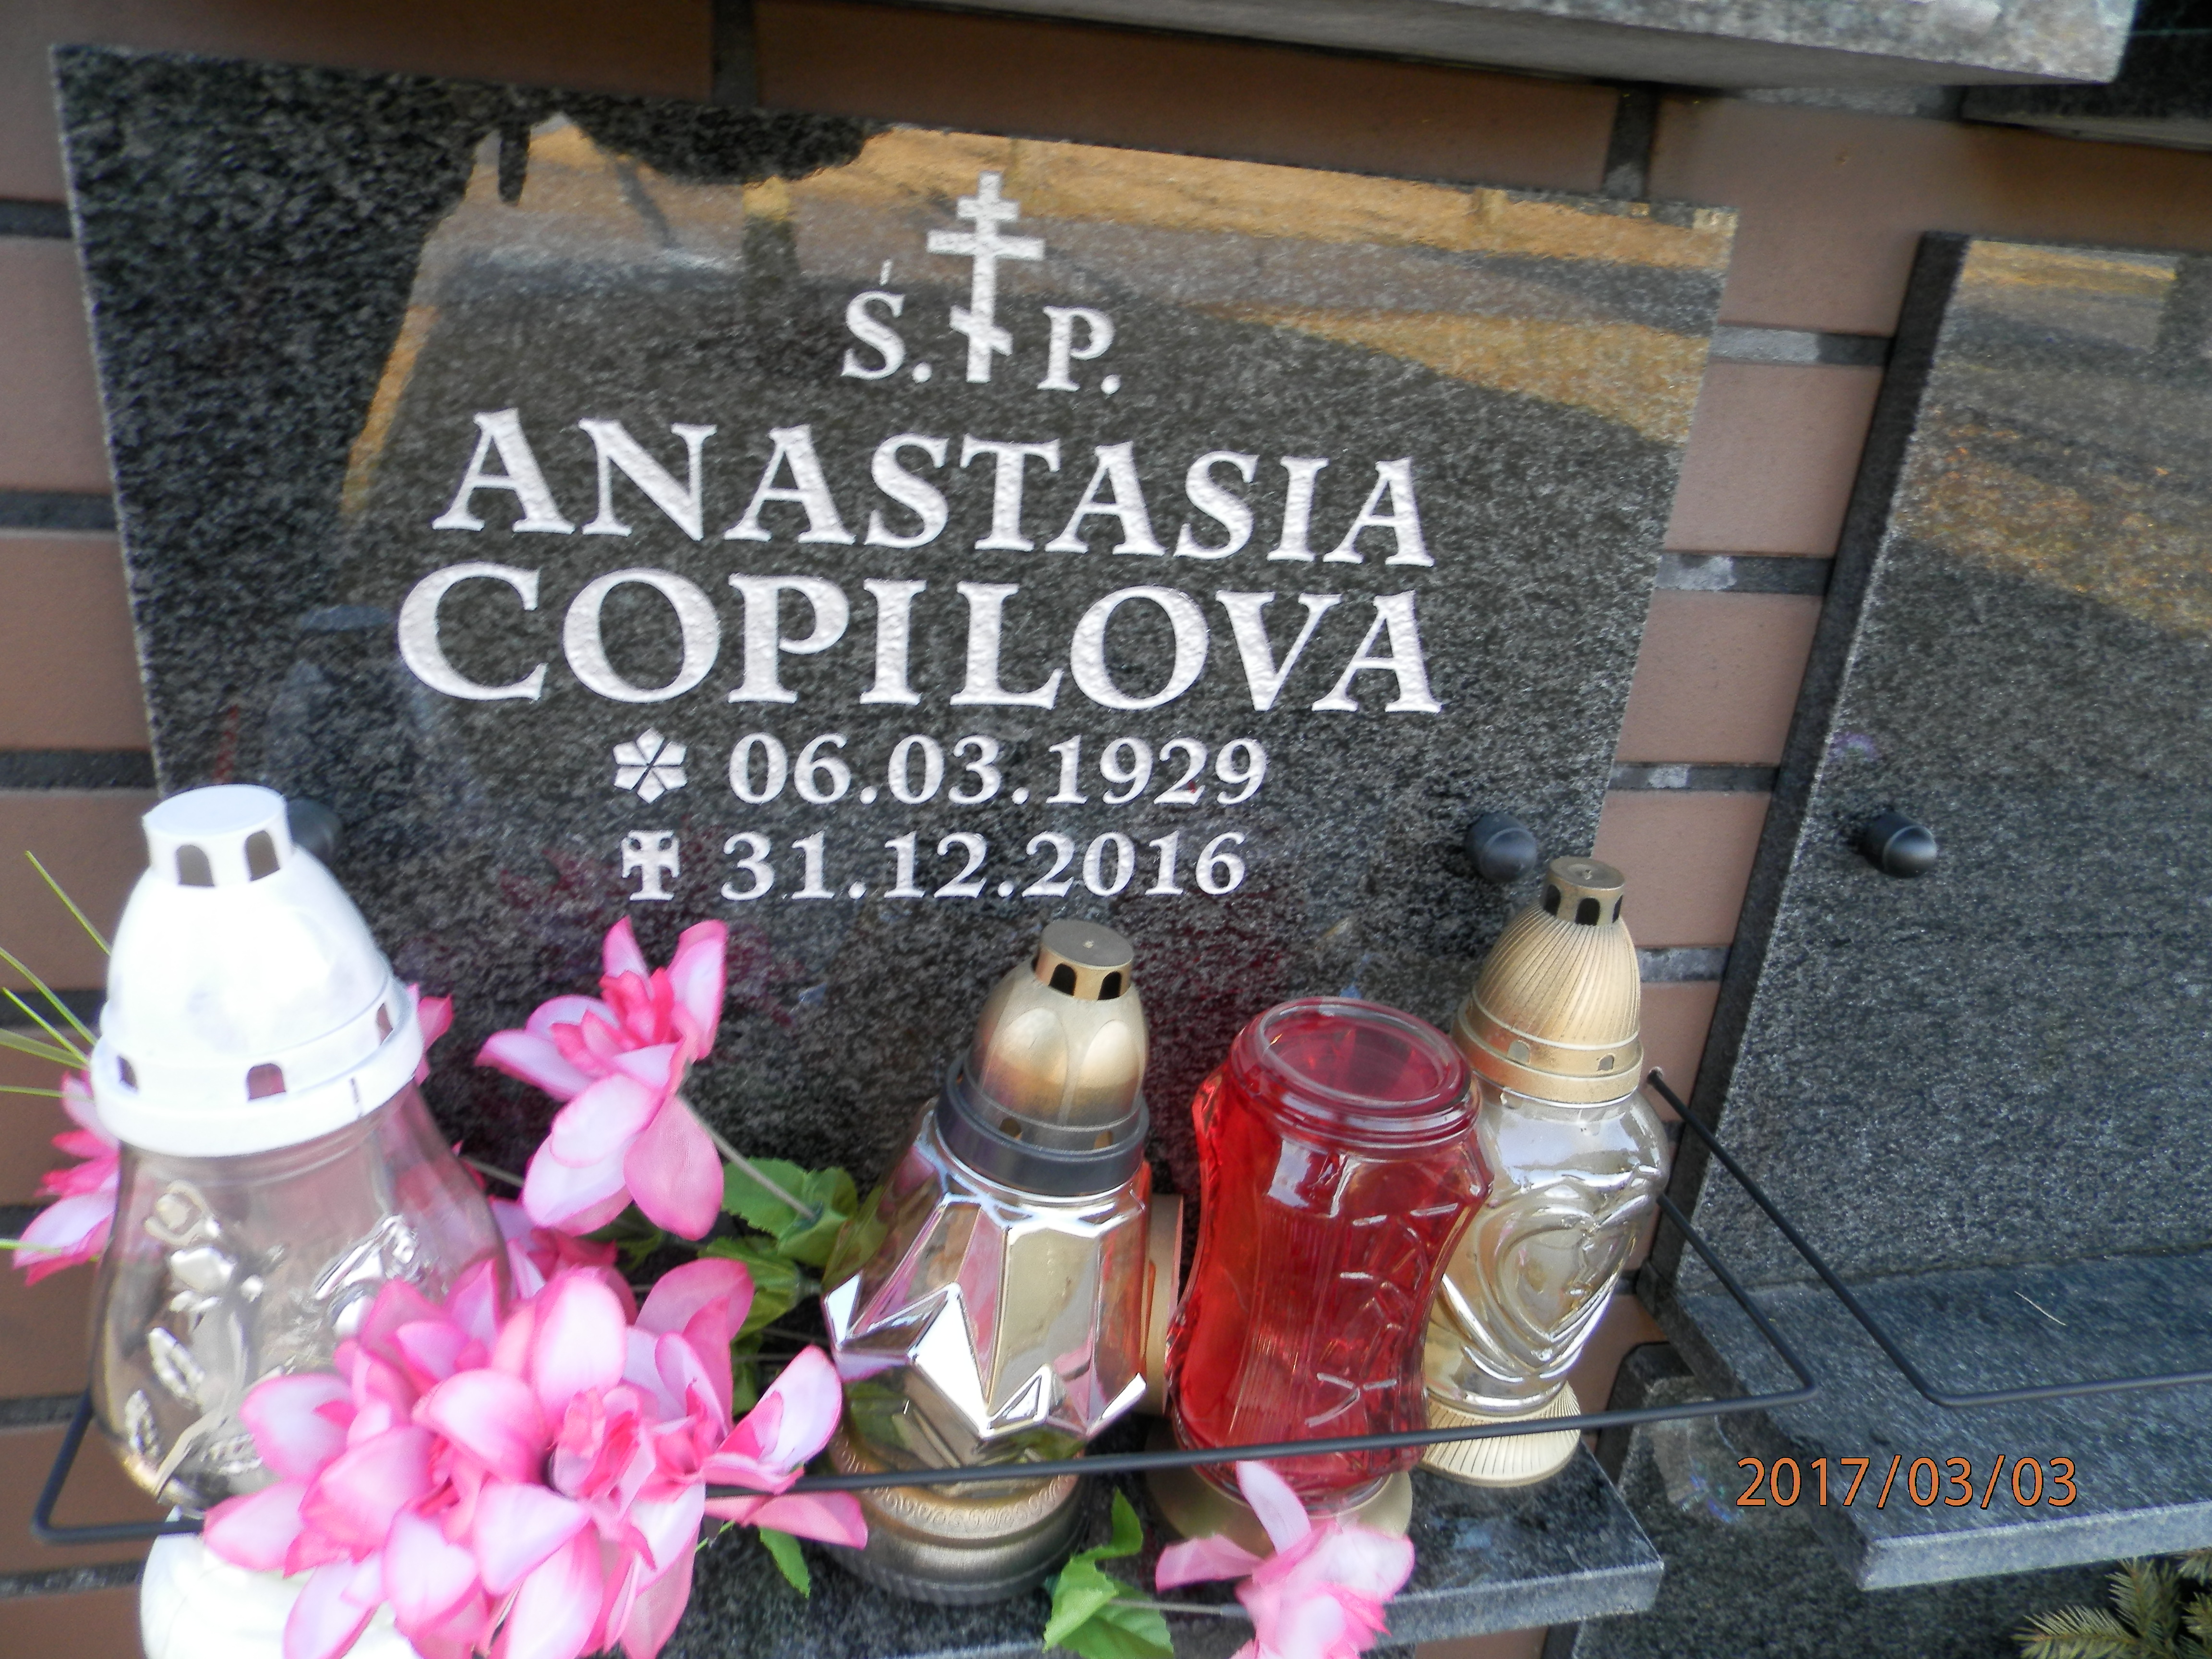 Ś. P.
ANASTASIA
COPILOVA
06.03.1929
31.12.2016
2017/03/03